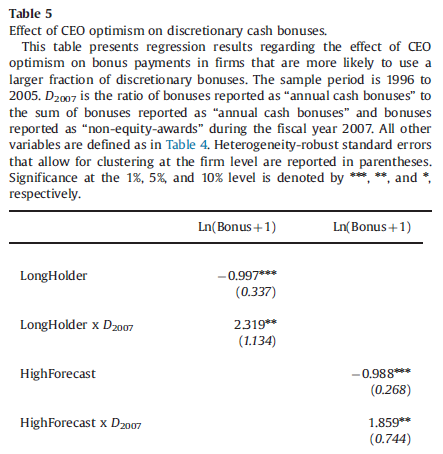 Table 5
Effect of CEO optimism on discretionary cash bonuses.
This table presents regression results regarding the effect of CEO
optimism on bonus payments in firms that are more likely to use a
larger fraction of discretionary bonuses. The sample period is 1996 to
2005. D2007 is the ratio of bonuses reported as “annual cash bonuses” to
the sum of bonuses reported as “annual cash bonuses” and bonuses
reported as “non-equity-awards” during the fiscal year 2007. All other
variables are defined as in Table 4. Heterogeneity-robust standard errors
that allow for clustering at the firm level are reported in parentheses.
Significance at the 1%, 5%, and 10% level is denoted by ***, **, and *,
respectively.
Ln(Bonus+1) Ln(Bonus+1)
LongHolder −0.997***
(0.337)
LongHolder x D2007 2.319**
(1.134)
HighForecast −0.988***
(0.268)
HighForecast x D2007 1.859**
(0.744)